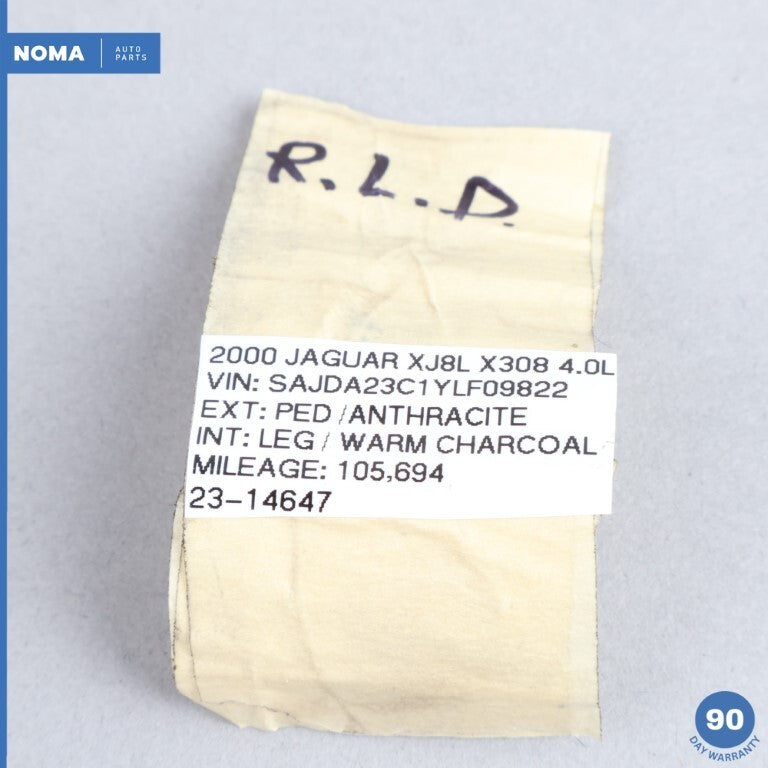 NOMA AUTO
PARTS
R.L.D.
2000 JAGUAR XJ8L X308 4.0L
VIN: SAJDA23C1YLF09822
EXT: PED / ANTHRACITE
INT: LEG / WARM CHARCOAL
MILEAGE: 105,694
23-14647
90
DAY WARRANTY